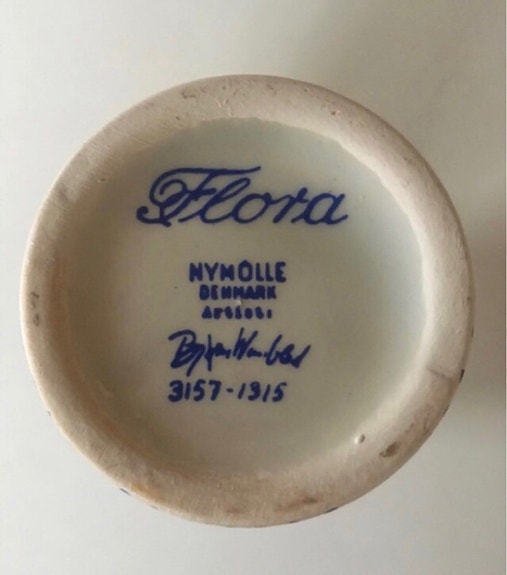 Flora
NYMÖLLE
DENMARK
Artist:
3157-1315